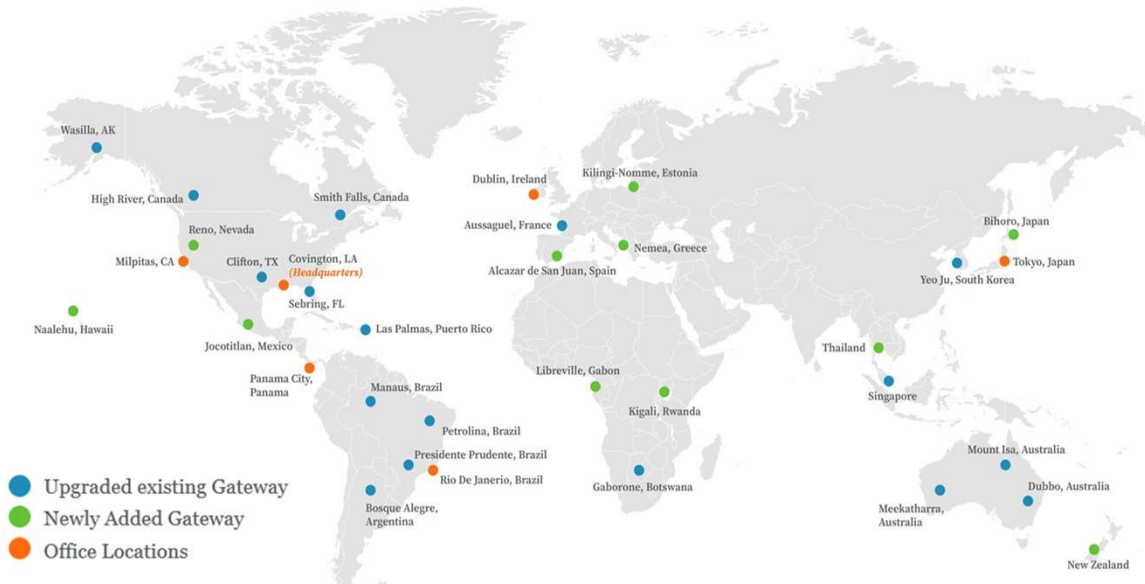 Wasilla, AK
High River, Canada
Smith Falls, Canada
Reno, Nevada
Milpitas, CA
Clifton, TX
Covington, LA
(Headquarters)
Sebring, FL
Naalehu, Hawaii
Jocotitlan, Mexico
Las Palmas, Puerto Rico
Panama City,
Panama
Manaus, Brazil
Petrolina, Brazil
Presidente Prudente, Brazil
Rio De Janerio, Brazil
Bosque Alegre,
Argentina
Dublin, Ireland
Kilingi-Nomme, Estonia
Aussaguel, France
Nemea, Greece
Alcazar de San Juan, Spain
Libreville, Gabon
Kigali, Rwanda
Gaborone, Botswana
Bihoro, Japan
Tokyo, Japan
Yeo Ju, South Korea
Thailand
Singapore
Mount Isa, Australia
Dubbo, Australia
Meekatharra,
Australia
New Zealand
Upgraded existing Gateway
Newly Added Gateway
Office Locations